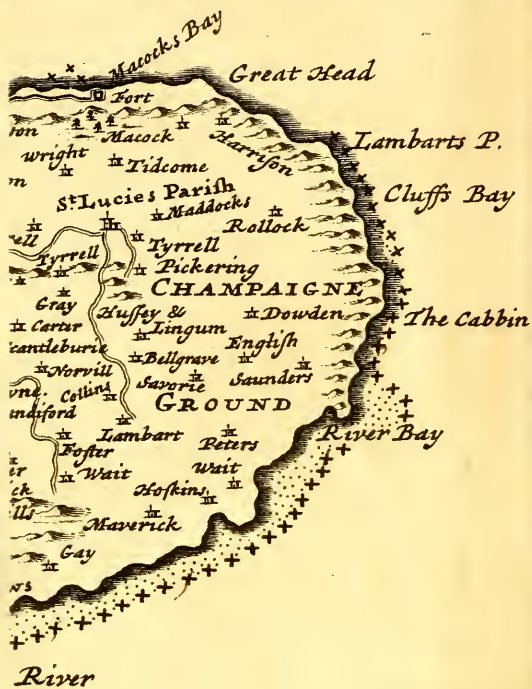 Macocks Bay
Great Head
Fort
Macock
Harrison
Lambarts P.
wright
Tidcome
Cluffs Bay
St. Lucies Pariſh
Maddocks
Rollock
Tyrrell
Tyrrell
Pickering
CHAMPAIGNE
Gray
Huſſey &
Dowden
The Cabbin
Carter
Lingum
Engliſh
Bellgrave
Norvill
Savorie
Saunders
Collins
GROUND
Lambart
Peters
River Bay
Foſter
Wait
Wait
Hoſkins
Maverick
Gay
River